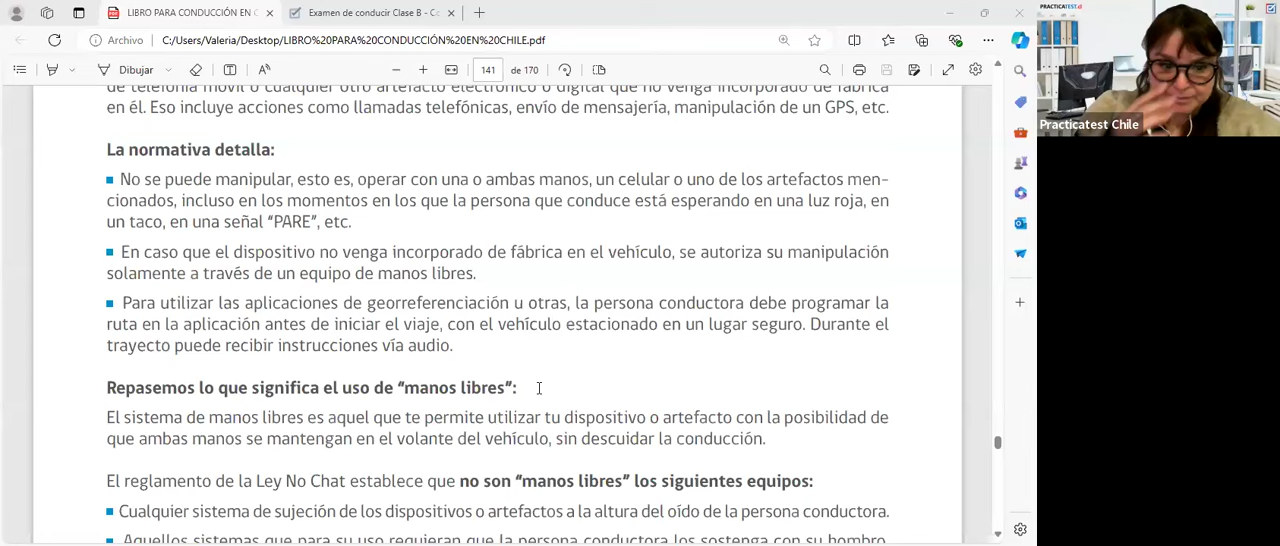 LIBRO PARA CONDUCCIÓN EN C
Examen de conducir Clase B - Co
Archivo
C:/Users/Valeria/Desktop/LIBRO%20PARA%20CONDUCCIÓN%20EN%20CHILE.pdf
Dibujar
141 de 170
de telefonía móvil o cualquier otro artefacto electrónico o digital que no venga incorporado de fábrica
en él. Eso incluye acciones como llamadas telefónicas, envío de mensajería, manipulación de un GPS, etc.
La normativa detalla:
No se puede manipular, esto es, operar con una o ambas manos, un celular o uno de los artefactos men-
cionados, incluso en los momentos en los que la persona que conduce está esperando en una luz roja, en
un taco, en una señal “PARE”, etc.
En caso que el dispositivo no venga incorporado de fábrica en el vehículo, se autoriza su manipulación
solamente a través de un equipo de manos libres.
Para utilizar las aplicaciones de georreferenciación u otras, la persona conductora debe programar la
ruta en la aplicación antes de iniciar el viaje, con el vehículo estacionado en un lugar seguro. Durante el
trayecto puede recibir instrucciones vía audio.
Repasemos lo que significa el uso de “manos libres”:
El sistema de manos libres es aquel que te permite utilizar tu dispositivo o artefacto con la posibilidad de
que ambas manos se mantengan en el volante del vehículo, sin descuidar la conducción.
El reglamento de la Ley No Chat establece que no son “manos libres” los siguientes equipos:
Cualquier sistema de sujeción de los dispositivos o artefactos a la altura del oído de la persona conductora.
Aquellos sistemas que para su uso requieran que la persona conductora los sostenga con su hombro,
PRACTICATEST.cl
Practicatest Chile